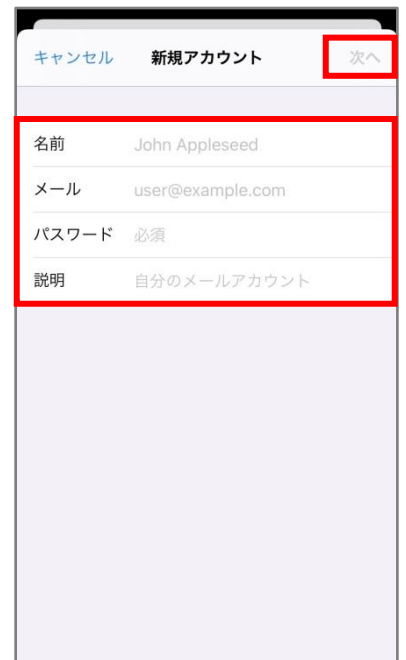 キャンセル 新規アカウント 次へ
名前 John Appleseed
メール user@example.com
パスワード 必須
説明 自分のメールアカウント